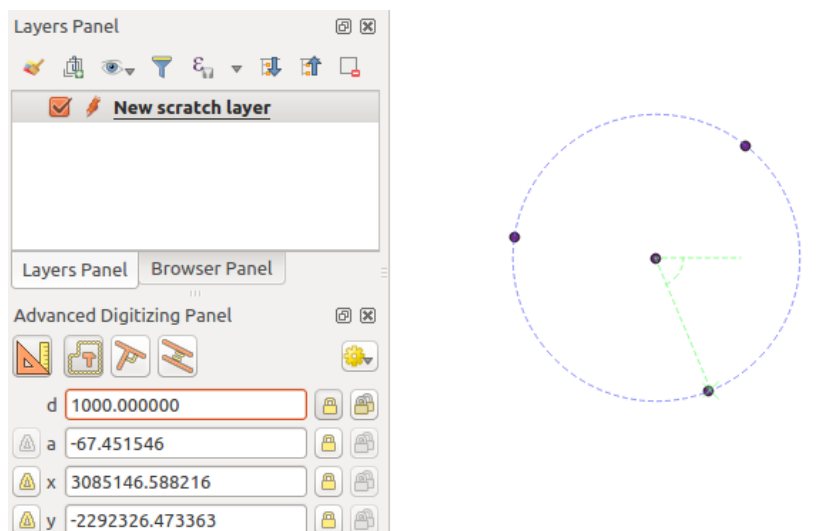 Layers Panel
New scratch layer
Layers Panel Browser Panel
Advanced Digitizing Panel
d 1000.000000
a -67.451546
x 3085146.588216
y -2292326.473363